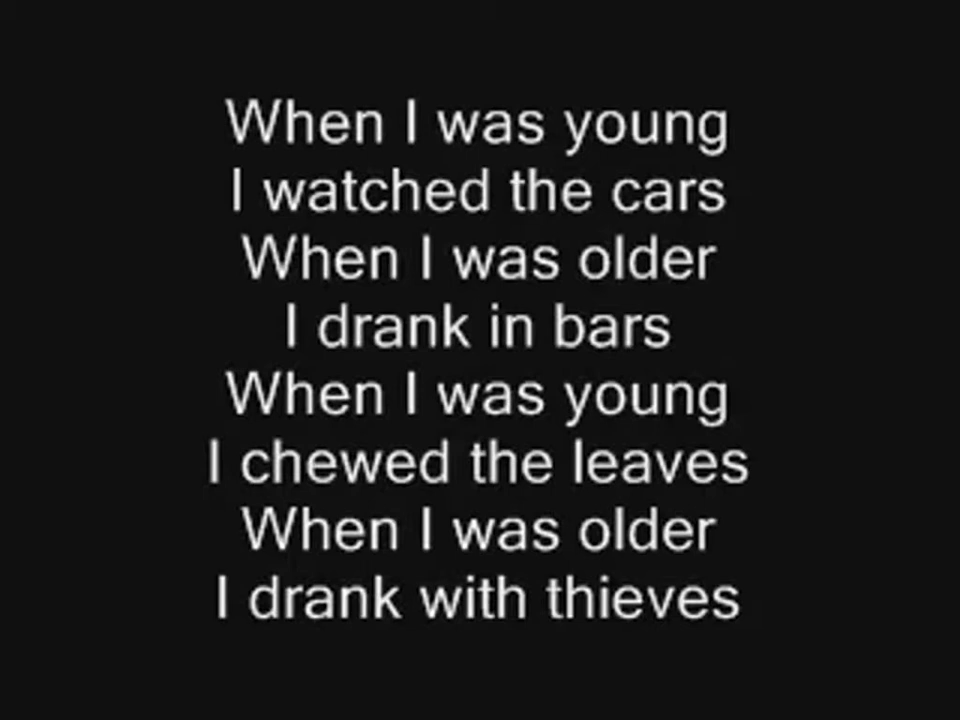 When I was young
I watched the cars
When I was older
I drank in bars
When I was young
I chewed the leaves
When I was older
I drank with thieves